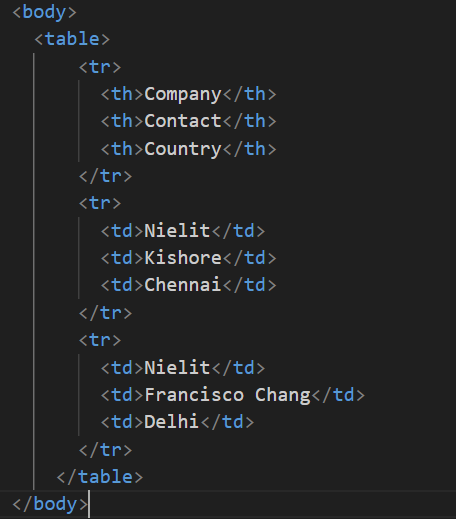 <body>
<table>
<tr>
<th>Company</th>
<th>Contact</th>
<th>Country</th>
</tr>
<tr>
<td>Nielit</td>
<td>Kishore</td>
<td>Chennai</td>
</tr>
<tr>
<td>Nielit</td>
<td>Francisco Chang</td>
<td>Delhi</td>
</tr>
</table>
</body>